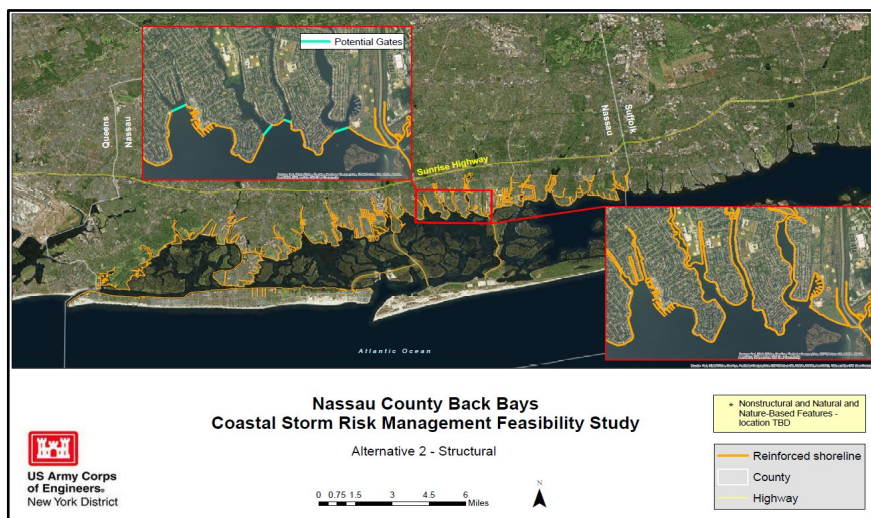 Potential Gates
Queens
Nassau
Nassau
Suffolk
Sunrise Highway
Atlantic Ocean
Nassau County Back Bays
Coastal Storm Risk Management Feasibility Study
Alternative 2 - Structural
* Nonstructural and Natural and
Nature-Based Features -
location TBD
Reinforced shoreline
County
Highway
US Army Corps
of Engineers®
New York District
0 0.75 1.5 3 4.5 6
Miles
N